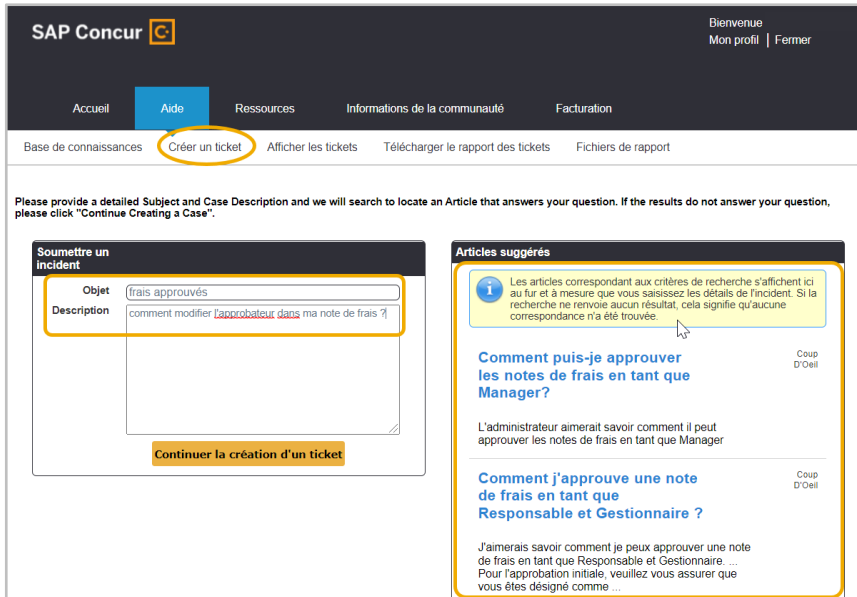 SAP Concur
Bienvenue
Mon profil | Fermer
Accueil
Aide
Ressources
Informations de la communauté
Facturation
Base de connaissances
Créer un ticket
Afficher les tickets
Télécharger le rapport des tickets
Fichiers de rapport
Please provide a detailed Subject and Case Description and we will search to locate an Article that answers your question. If the results do not answer your question,
please click "Continue Creating a Case".
Soumettre un
incident
Objet
frais approuvés
Description
comment modifier l'approbateur dans ma note de frais ?
Continuer la création d'un ticket
Articles suggérés
Les articles correspondant aux critères de recherche s'affichent ici
au fur et à mesure que vous saisissez les détails de l'incident. Si la
recherche ne renvoie aucun résultat, cela signifie qu'aucune
correspondance n'a été trouvée.
Comment puis-je approuver
les notes de frais en tant que
Manager?
Coup
D'Oeil
L'administrateur aimerait savoir comment il peut
approuver les notes de frais en tant que Manager
Comment j'approuve une note
de frais en tant que
Responsable et Gestionnaire ?
Coup
D'Oeil
J'aimerais savoir comment je peux approuver une note
de frais en tant que Responsable et Gestionnaire. ...
Pour l'approbation initiale, veuillez vous assurer que
vous êtes désigné comme ...